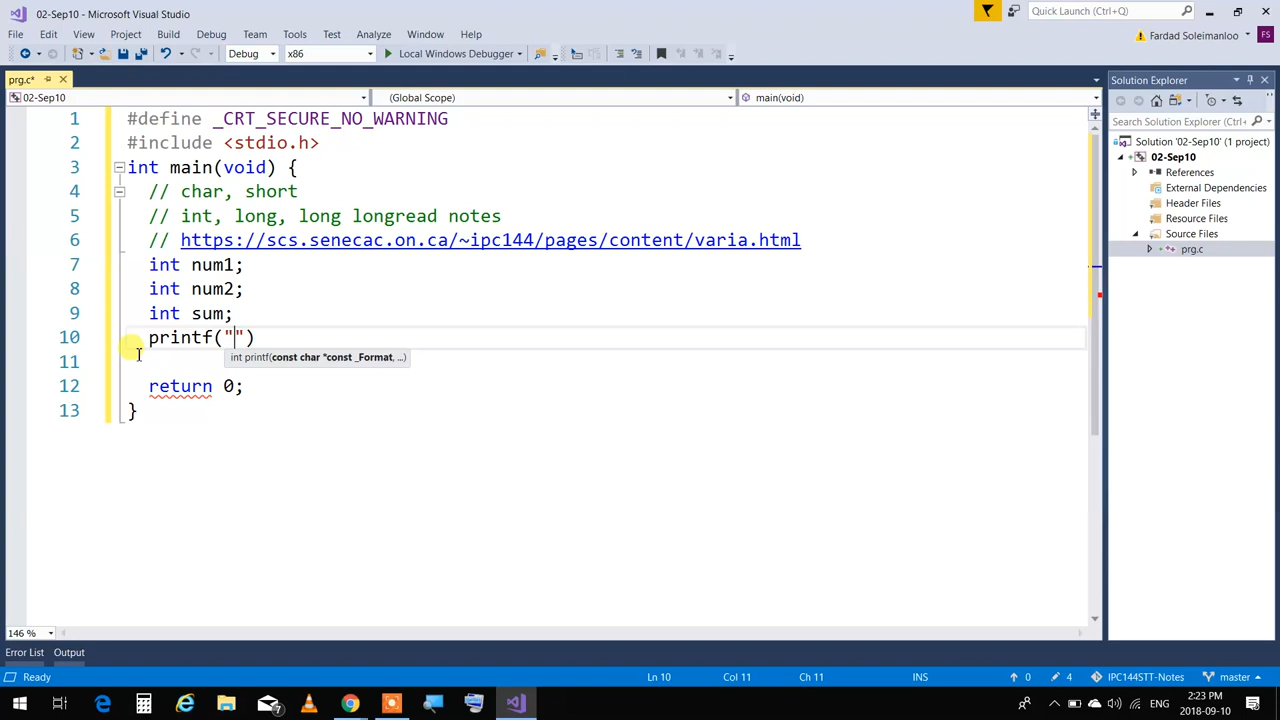 02-Sep10 - Microsoft Visual Studio
Quick Launch (Ctrl+Q)
File Edit View Project Build Debug Team Tools Test Analyze Window Help
Fardad Soleimanloo FS
Debug x86 Local Windows Debugger
prg.c*
02-Sep10 (Global Scope) main(void)
1 #define _CRT_SECURE_NO_WARNING
2 #include <stdio.h>
3 int main(void) {
4 // char, short
5 // int, long, long longread notes
6 // https://scs.senecac.on.ca/~ipc144/pages/content/varia.html
7 int num1;
8 int num2;
9 int sum;
10 printf("")
int printf(const char *const _Format, ...)
11
12 return 0;
13 }
146 %
Solution Explorer
Search Solution Explorer (Ctrl+
Solution '02-Sep10' (1 project)
02-Sep10
References
External Dependencies
Header Files
Resource Files
Source Files
prg.c
Error List Output
Ready Ln 10 Col 11 Ch 11 INS 0 4 IPC144STT-Notes master
7
ENG 2:23 PM
2018-09-10